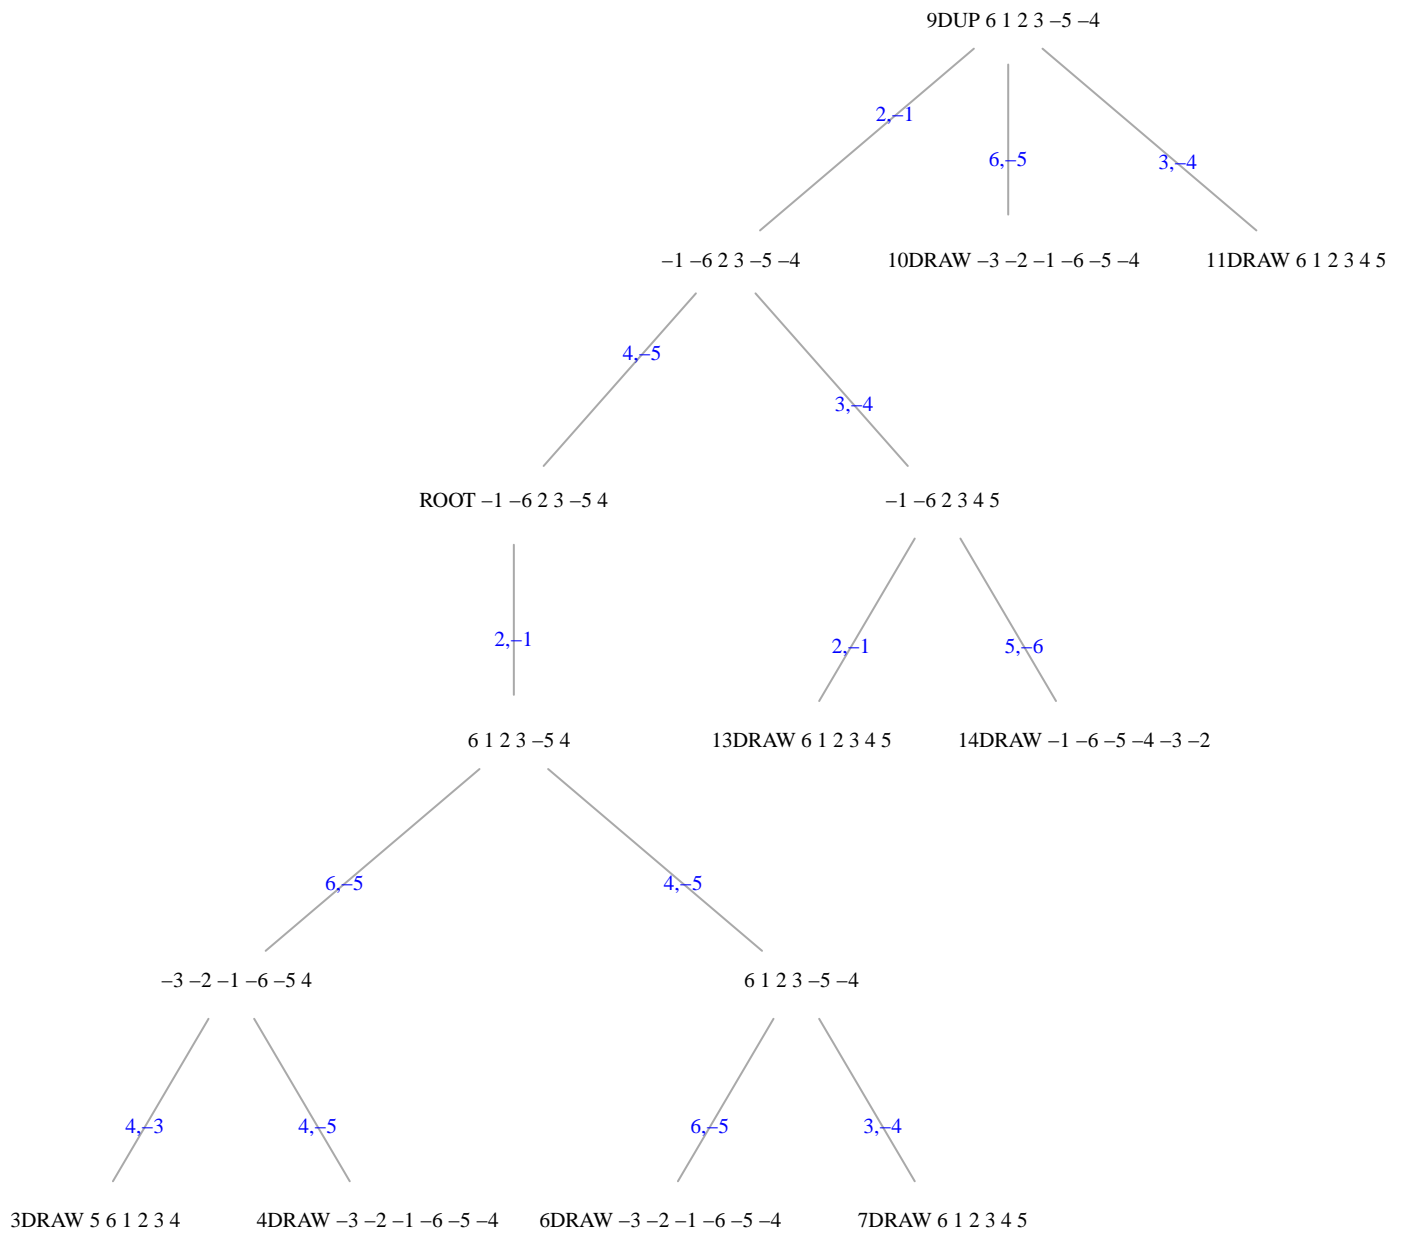 9DUP 6 1 2 3 –5 –4
2,–1
6,–5
3,–4
–1 –6 2 3 –5 –4
10DRAW –3 –2 –1 –6 –5 –4
11DRAW 6 1 2 3 4 5
4,–5
3,–4
ROOT –1 –6 2 3 –5 4
–1 –6 2 3 4 5
2,–1
2,–1
5,–6
6 1 2 3 –5 4
13DRAW 6 1 2 3 4 5
14DRAW –1 –6 –5 –4 –3 –2
6,–5
4,–5
–3 –2 –1 –6 –5 4
6 1 2 3 –5 –4
4,–3
4,–5
6,–5
3,–4
3DRAW 5 6 1 2 3 4
4DRAW –3 –2 –1 –6 –5 –4
6DRAW –3 –2 –1 –6 –5 –4
7DRAW 6 1 2 3 4 5